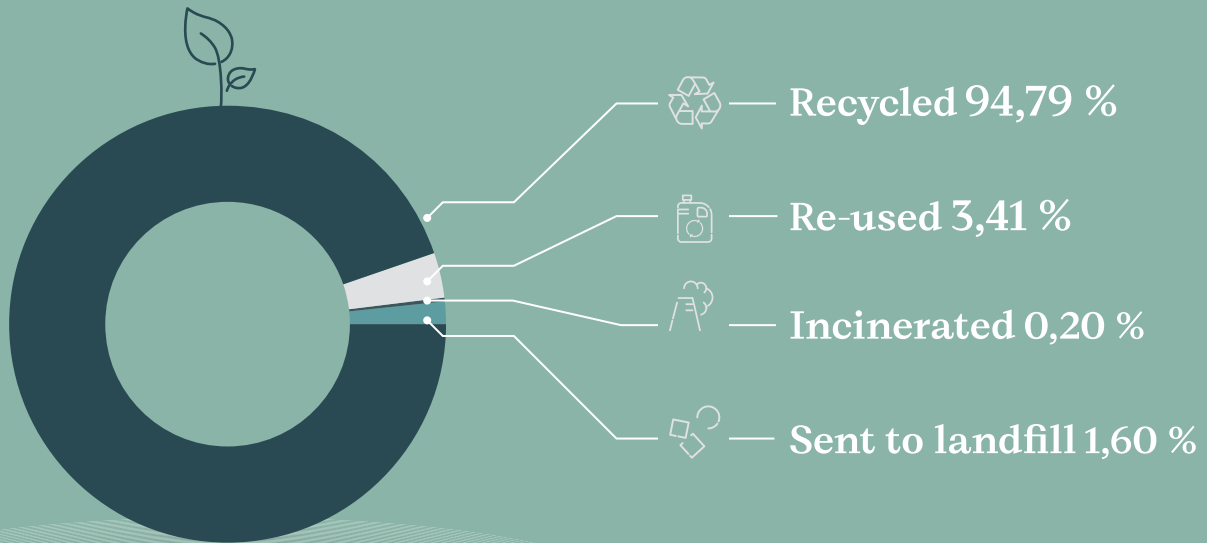 Recycled 94,79 %
Re-used 3,41 %
Incinerated 0,20 %
Sent to landfill 1,60 %